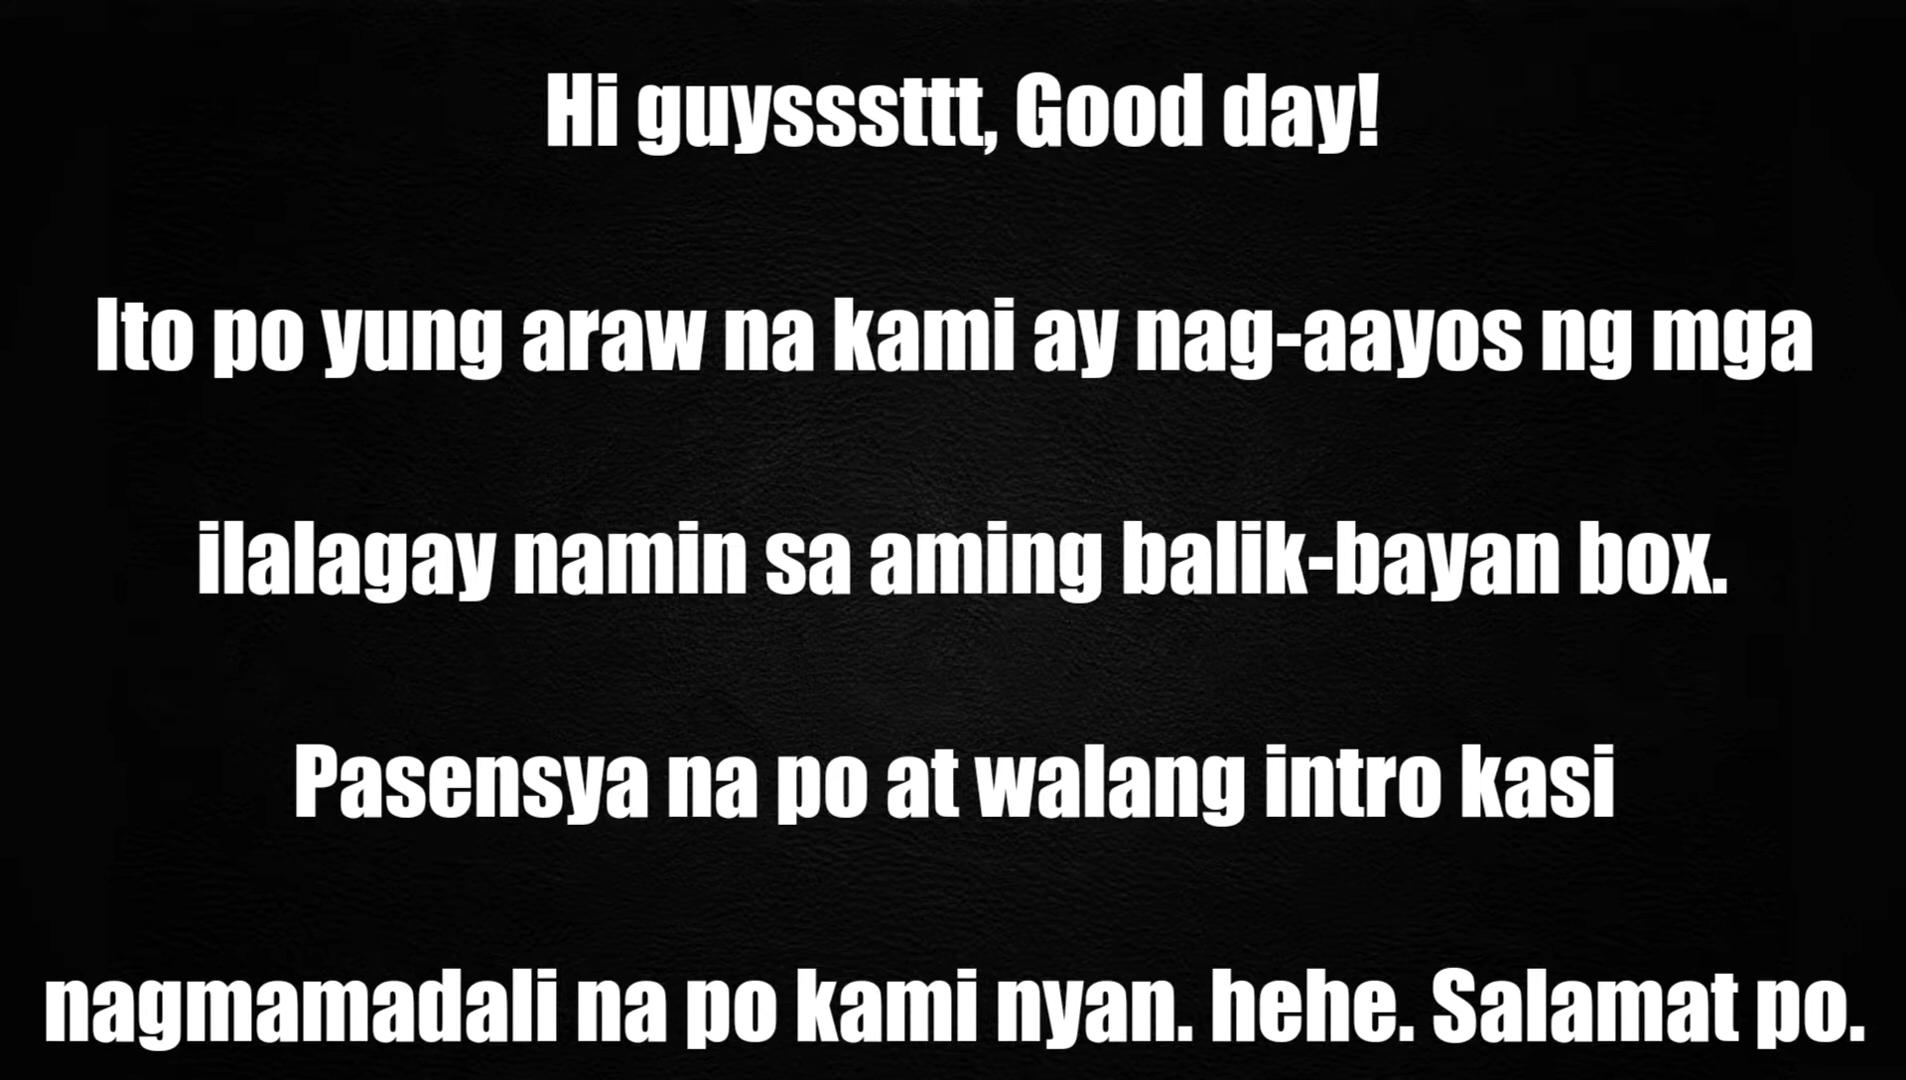 Hi guysssttt, Good day!
Ito po yung araw na kami ay nag-aayos ng mga
ilalagay namin sa aming balik-bayan box.
Pasensya na po at walang intro kasi
nagmamadali na po kami nyan. hehe. Salamat po.